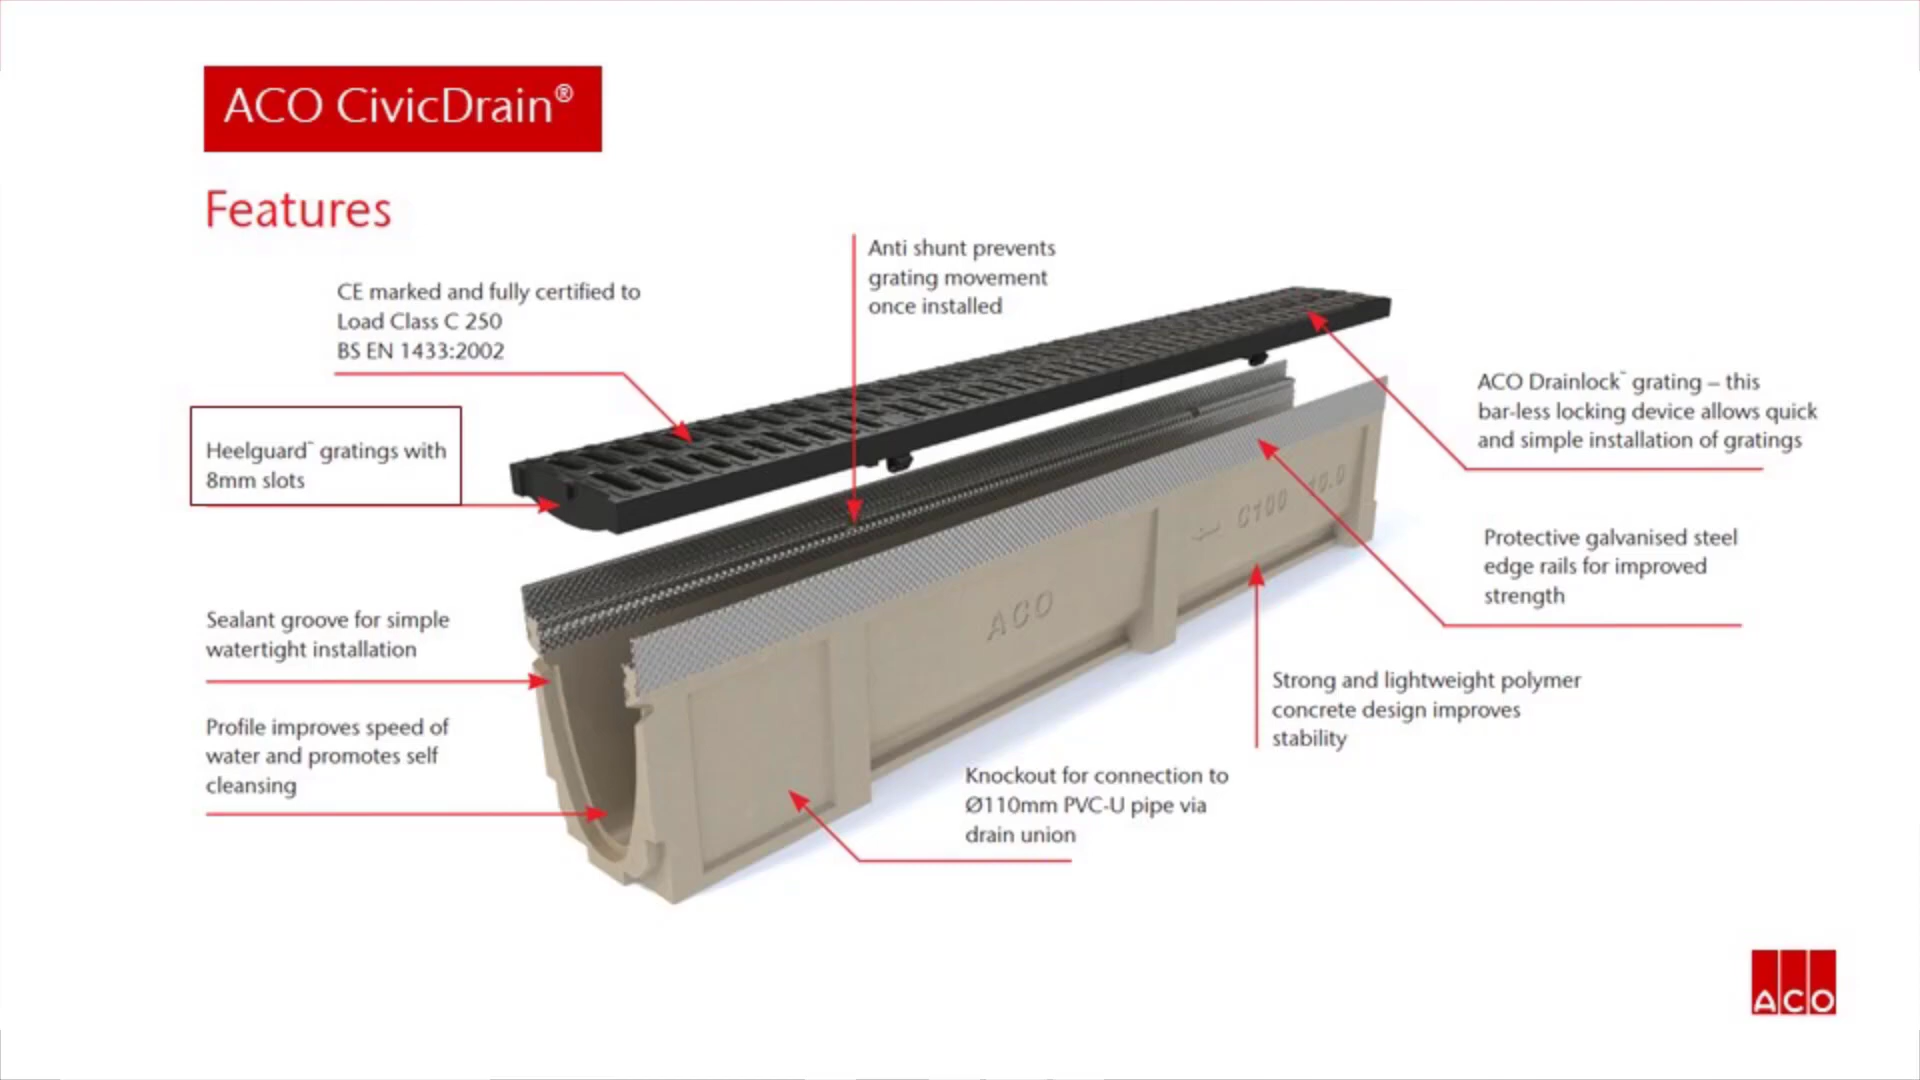 ACO CivicDrain®
Features
Anti shunt prevents
grating movement
once installed
CE marked and fully certified to
Load Class C 250
BS EN 1433:2002
ACO Drainlock™ grating – this
bar-less locking device allows quick
and simple installation of gratings
Heelguard™ gratings with
8mm slots
C100 10.0
Protective galvanised steel
edge rails for improved
strength
ACO
Sealant groove for simple
watertight installation
Strong and lightweight polymer
concrete design improves
stability
Profile improves speed of
water and promotes self
cleansing
Knockout for connection to
Ø110mm PVC-U pipe via
drain union
ACO